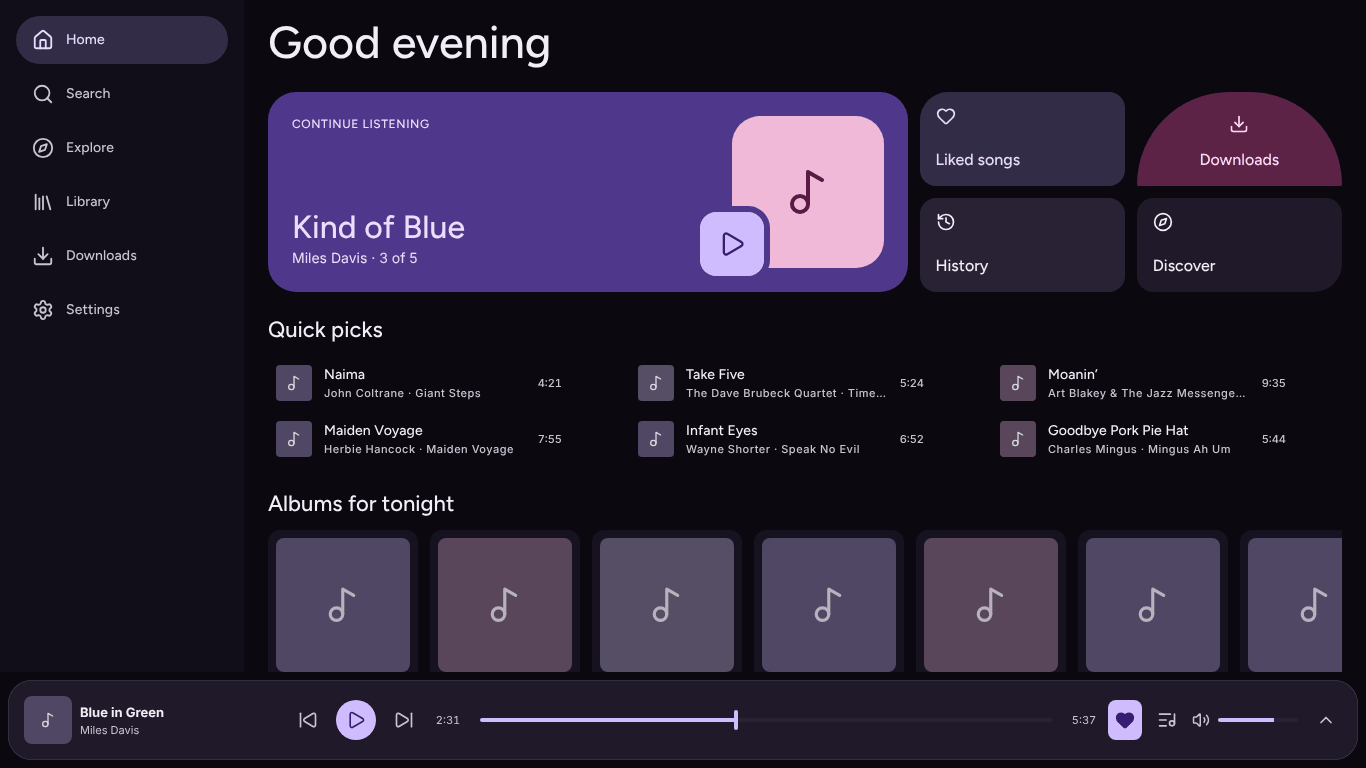 Home
Search
Explore
Library
Downloads
Settings
Good evening
CONTINUE LISTENING
Kind of Blue
Miles Davis · 3 of 5
Liked songs
Downloads
History
Discover
Quick picks
Naima
John Coltrane · Giant Steps
4:21
Take Five
The Dave Brubeck Quartet · Time…
5:24
Moanin’
Art Blakey & The Jazz Messenge…
9:35
Maiden Voyage
Herbie Hancock · Maiden Voyage
7:55
Infant Eyes
Wayne Shorter · Speak No Evil
6:52
Goodbye Pork Pie Hat
Charles Mingus · Mingus Ah Um
5:44
Albums for tonight
Blue in Green
Miles Davis
2:31
5:37